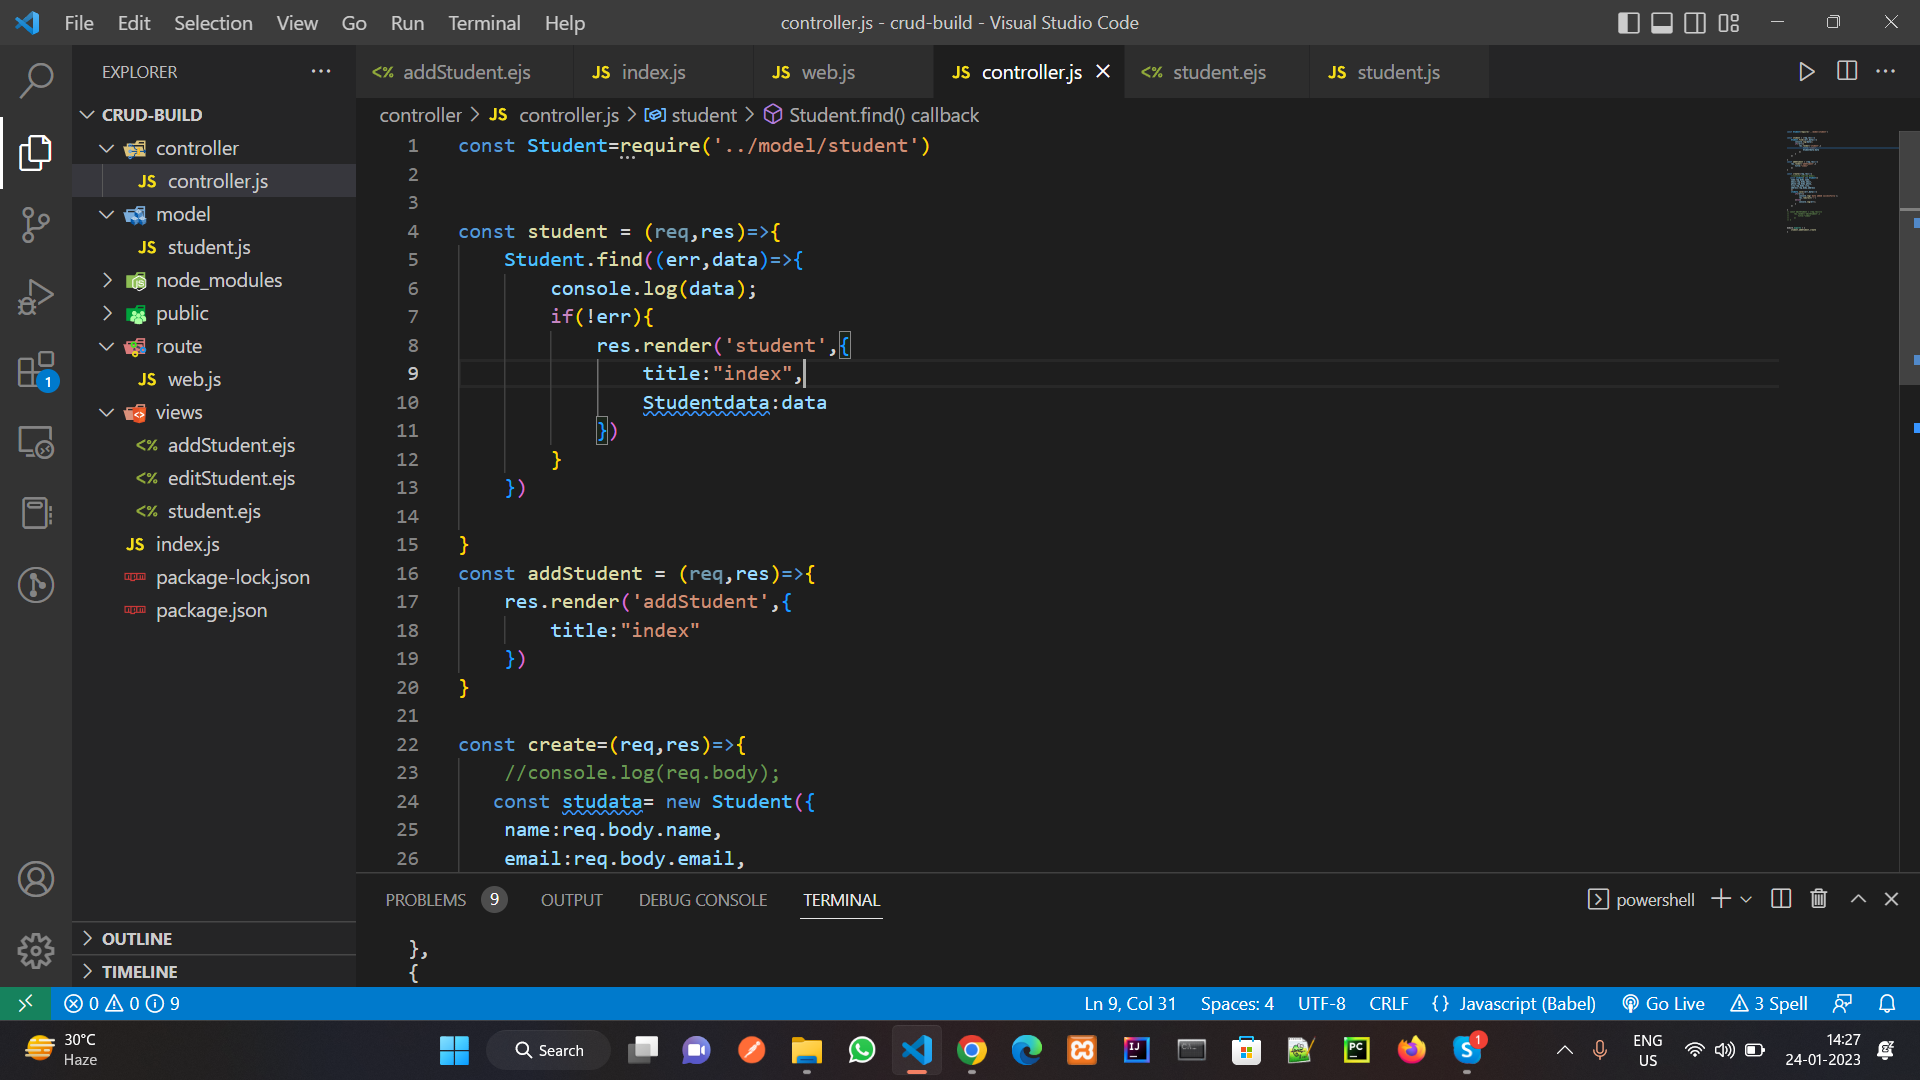 File Edit Selection View Go Run Terminal Help
controller.js - crud-build - Visual Studio Code
EXPLORER
CRUD-BUILD
controller
JS controller.js
model
JS student.js
node_modules
public
route
JS web.js
views
<% addStudent.ejs
<% editStudent.ejs
<% student.ejs
JS index.js
package-lock.json
package.json
OUTLINE
TIMELINE
1
<% addStudent.ejs JS index.js JS web.js JS controller.js <% student.ejs JS student.js
controller > JS controller.js > student > Student.find() callback
1 const Student=require('../model/student')
2
3
4 const student = (req,res)=>{
5 Student.find((err,data)=>{
6 console.log(data);
7 if(!err){
8 res.render('student',{
9 title:"index",
10 Studentdata:data
11 })
12 }
13 })
14
15 }
16 const addStudent = (req,res)=>{
17 res.render('addStudent',{
18 title:"index"
19 })
20 }
21
22 const create=(req,res)=>{
23 //console.log(req.body);
24 const studata= new Student({
25 name:req.body.name,
26 email:req.body.email,
PROBLEMS 9 OUTPUT DEBUG CONSOLE TERMINAL
powershell
},
{
0 0 9
Ln 9, Col 31 Spaces: 4 UTF-8 CRLF {} Javascript (Babel) Go Live 3 Spell
30°C
Haze
Search
1
ENG
US
14:27
24-01-2023